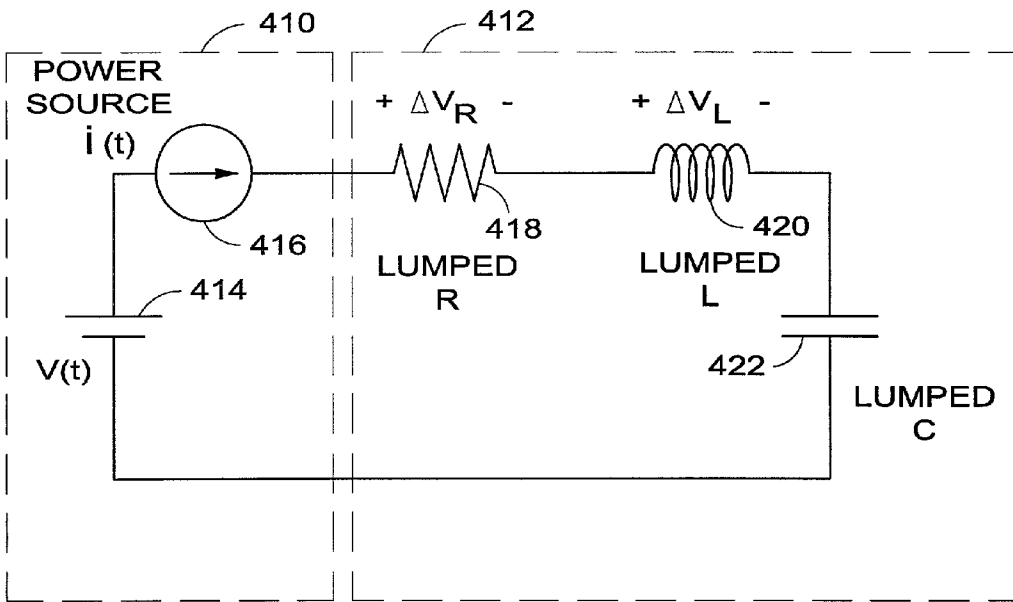 410
412
POWER
SOURCE
i (t)
+ ΔV_R -
+ ΔV_L -
416
418
420
LUMPED
R
LUMPED
L
414
V(t)
422
LUMPED
C